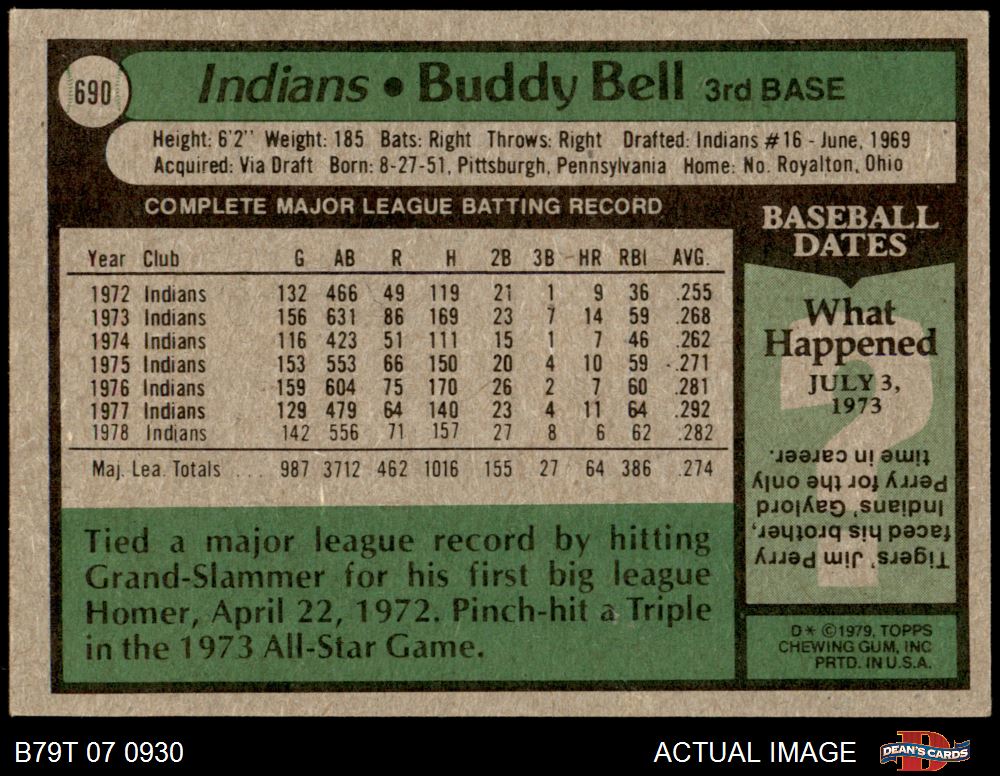 690
Indians • Buddy Bell 3rd BASE
Height: 6'2" Weight: 185 Bats: Right Throws: Right Drafted: Indians #16 - June, 1969
Acquired: Via Draft Born: 8-27-51, Pittsburgh, Pennsylvania Home: No. Royalton, Ohio
COMPLETE MAJOR LEAGUE BATTING RECORD
Year Club G AB R H 2B 3B HR RBI AVG.
1972 Indians 132 466 49 119 21 1 9 36 .255
1973 Indians 156 631 86 169 23 7 14 59 .268
1974 Indians 116 423 51 111 15 1 7 46 .262
1975 Indians 153 553 66 150 20 4 10 59 .271
1976 Indians 159 604 75 170 26 2 7 60 .281
1977 Indians 129 479 64 140 23 4 11 64 .292
1978 Indians 142 556 71 157 27 8 6 62 .282
Maj. Lea. Totals . . . 987 3712 462 1016 155 27 64 386 .274
Tied a major league record by hitting
Grand-Slammer for his first big league
Homer, April 22, 1972. Pinch-hit a Triple
in the 1973 All-Star Game.
BASEBALL
DATES
What
Happened
JULY 3,
1973
?
Tigers' Jim Perry
faced his brother,
Indians' Gaylord
Perry for the only
time in career.
D* ©1979, TOPPS
CHEWING GUM, INC
PRTD. IN U.S.A.
B79T 07 0930
ACTUAL IMAGE
D
DEAN'S CARDS